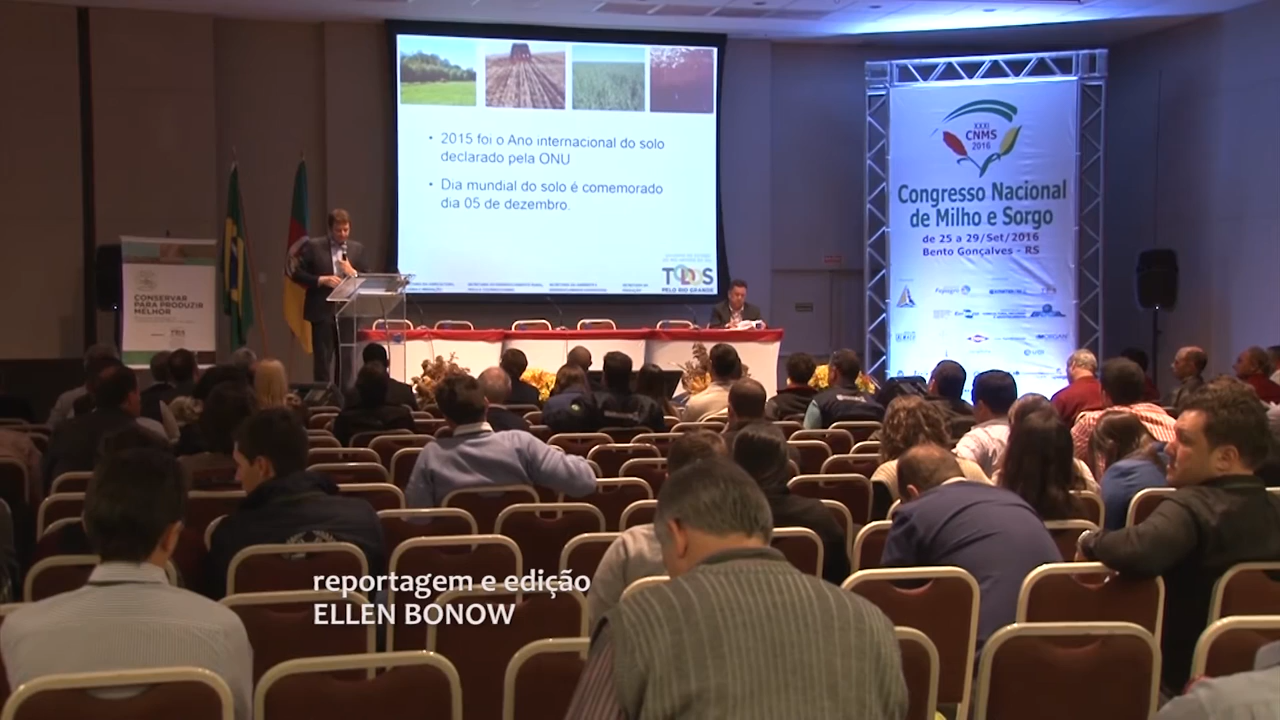 • 2015 foi o Ano internacional do solo
declarado pela ONU
• Dia mundial do solo é comemorado
dia 05 de dezembro.
TODOS
PELO RIO GRANDE
XXXI
CNMS
2016
Congresso Nacional
de Milho e Sorgo
de 25 a 29/Set/2016
Bento Gonçalves - RS
CONSERVAR
PARA PRODUZIR
MELHOR
reportagem e edição
ELLEN BONOW